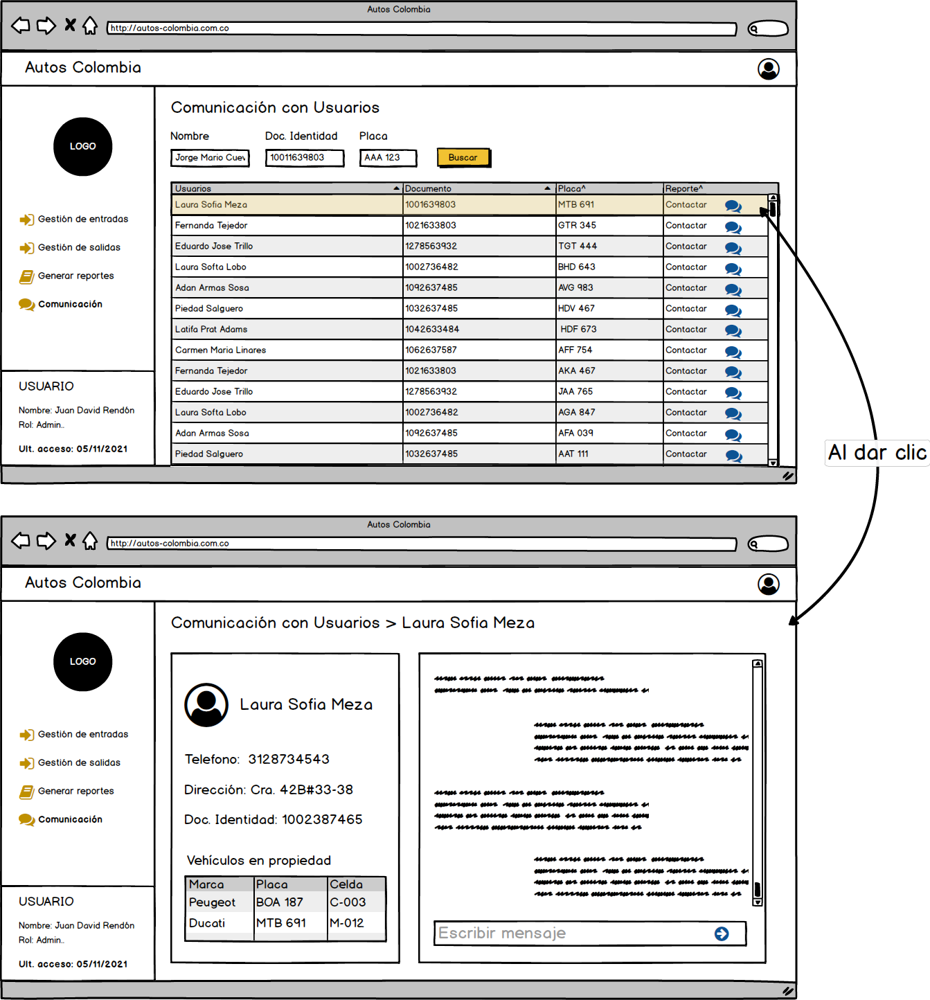 Autos Colombia
http://autos-colombia.com.co
Autos Colombia
LOGO
Gestión de entradas
Gestión de salidas
Generar reportes
Comunicación
USUARIO
Nombre: Juan David Rendón
Rol: Admin..
Ult. acceso: 05/11/2021
Comunicación con Usuarios
Nombre Doc. Identidad Placa
Jorge Mario Cuev 10011639803 AAA 123 Buscar
Usuarios Documento Placa^ Reporte^
Laura Sofia Meza 1001639803 MTB 691 Contactar
Fernanda Tejedor 1021633803 GTR 345 Contactar
Eduardo Jose Trillo 1278563932 TGT 444 Contactar
Laura Softa Lobo 1002736482 BHD 643 Contactar
Adan Armas Sosa 1092637485 AVG 983 Contactar
Piedad Salguero 1032637485 HDV 467 Contactar
Latifa Prat Adams 1042633484 HDF 673 Contactar
Carmen Maria Linares 1062637587 AFF 754 Contactar
Fernanda Tejedor 1021633803 AKA 467 Contactar
Eduardo Jose Trillo 1278563932 JAA 765 Contactar
Laura Softa Lobo 1002736482 AGA 847 Contactar
Adan Armas Sosa 1092637485 AFA 039 Contactar
Piedad Salguero 1032637485 AAT 111 Contactar
Al dar clic
Autos Colombia
http://autos-colombia.com.co
Autos Colombia
LOGO
Gestión de entradas
Gestión de salidas
Generar reportes
Comunicación
USUARIO
Nombre: Juan David Rendón
Rol: Admin..
Ult. acceso: 05/11/2021
Comunicación con Usuarios > Laura Sofia Meza
Laura Sofia Meza
Telefono: 3128734543
Dirección: Cra. 42B#33-38
Doc. Identidad: 1002387465
Vehículos en propiedad
Marca Placa Celda
Peugeot BOA 187 C-003
Ducati MTB 691 M-012
Escribir mensaje